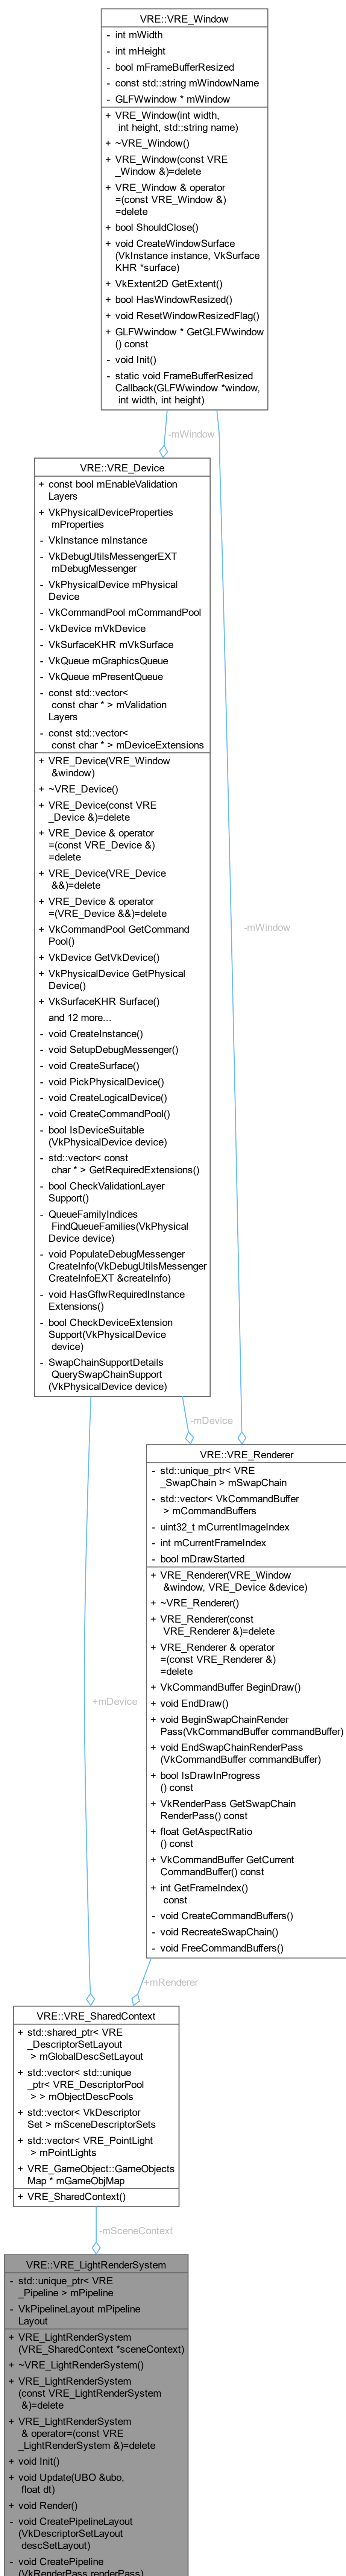 VRE::VRE_Window
- int mWidth
- int mHeight
- bool mFrameBufferResized
- const std::string mWindowName
- GLFWwindow * mWindow
+ VRE_Window(int width,
int height, std::string name)
+ ~VRE_Window()
+ VRE_Window(const VRE
_Window &)=delete
+ VRE_Window & operator
=(const VRE_Window &)
=delete
+ bool ShouldClose()
+ void CreateWindowSurface
(VkInstance instance, VkSurface
KHR *surface)
+ VkExtent2D GetExtent()
+ bool HasWindowResized()
+ void ResetWindowResizedFlag()
+ GLFWwindow * GetGLFWwindow
() const
- void Init()
- static void FrameBufferResized
Callback(GLFWwindow *window,
int width, int height)
-mWindow
VRE::VRE_Device
+ const bool mEnableValidation
Layers
+ VkPhysicalDeviceProperties
mProperties
- VkInstance mInstance
- VkDebugUtilsMessengerEXT
mDebugMessenger
- VkPhysicalDevice mPhysical
Device
- VkCommandPool mCommandPool
- VkDevice mVkDevice
- VkSurfaceKHR mVkSurface
- VkQueue mGraphicsQueue
- VkQueue mPresentQueue
- const std::vector<
const char * > mValidation
Layers
- const std::vector<
const char * > mDeviceExtensions
+ VRE_Device(VRE_Window
&window)
+ ~VRE_Device()
+ VRE_Device(const VRE
_Device &)=delete
+ VRE_Device & operator
=(const VRE_Device &)
=delete
+ VRE_Device(VRE_Device
&&)=delete
+ VRE_Device & operator
=(VRE_Device &&)=delete
+ VkCommandPool GetCommand
Pool()
+ VkDevice GetVkDevice()
+ VkPhysicalDevice GetPhysical
Device()
+ VkSurfaceKHR Surface()
and 12 more...
- void CreateInstance()
- void SetupDebugMessenger()
- void CreateSurface()
- void PickPhysicalDevice()
- void CreateLogicalDevice()
- void CreateCommandPool()
- bool IsDeviceSuitable
(VkPhysicalDevice device)
- std::vector< const
char * > GetRequiredExtensions()
- bool CheckValidationLayer
Support()
- QueueFamilyIndices
FindQueueFamilies(VkPhysical
Device device)
- void PopulateDebugMessenger
CreateInfo(VkDebugUtilsMessenger
CreateInfoEXT &createInfo)
- void HasGflwRequiredInstance
Extensions()
- bool CheckDeviceExtension
Support(VkPhysicalDevice
device)
- SwapChainSupportDetails
QuerySwapChainSupport
(VkPhysicalDevice device)
-mWindow
-mDevice
VRE::VRE_Renderer
- std::unique_ptr< VRE
_SwapChain > mSwapChain
- std::vector< VkCommandBuffer
> mCommandBuffers
- uint32_t mCurrentImageIndex
- int mCurrentFrameIndex
- bool mDrawStarted
+ VRE_Renderer(VRE_Window
&window, VRE_Device &device)
+ ~VRE_Renderer()
+ VRE_Renderer(const
VRE_Renderer &)=delete
+ VRE_Renderer & operator
=(const VRE_Renderer &)
=delete
+ VkCommandBuffer BeginDraw()
+ void EndDraw()
+ void BeginSwapChainRender
Pass(VkCommandBuffer commandBuffer)
+ void EndSwapChainRenderPass
(VkCommandBuffer commandBuffer)
+ bool IsDrawInProgress
() const
+ VkRenderPass GetSwapChain
RenderPass() const
+ float GetAspectRatio
() const
+ VkCommandBuffer GetCurrent
CommandBuffer() const
+ int GetFrameIndex()
const
- void CreateCommandBuffers()
- void RecreateSwapChain()
- void FreeCommandBuffers()
+mDevice
+mRenderer
VRE::VRE_SharedContext
+ std::shared_ptr< VRE
_DescriptorSetLayout
> mGlobalDescSetLayout
+ std::vector< std::unique
_ptr< VRE_DescriptorPool
> > mObjectDescPools
+ std::vector< VkDescriptor
Set > mSceneDescriptorSets
+ std::vector< VRE_PointLight
> mPointLights
+ VRE_GameObject::GameObjects
Map * mGameObjMap
+ VRE_SharedContext()
-mSceneContext
VRE::VRE_LightRenderSystem
- std::unique_ptr< VRE
_Pipeline > mPipeline
- VkPipelineLayout mPipeline
Layout
+ VRE_LightRenderSystem
(VRE_SharedContext *sceneContext)
+ ~VRE_LightRenderSystem()
+ VRE_LightRenderSystem
(const VRE_LightRenderSystem
&)=delete
+ VRE_LightRenderSystem
& operator=(const VRE
_LightRenderSystem &)=delete
+ void Init()
+ void Update(UBO &ubo,
float dt)
+ void Render()
- void CreatePipelineLayout
(VkDescriptorSetLayout
descSetLayout)
- void CreatePipeline
(VkRenderPass renderPass)